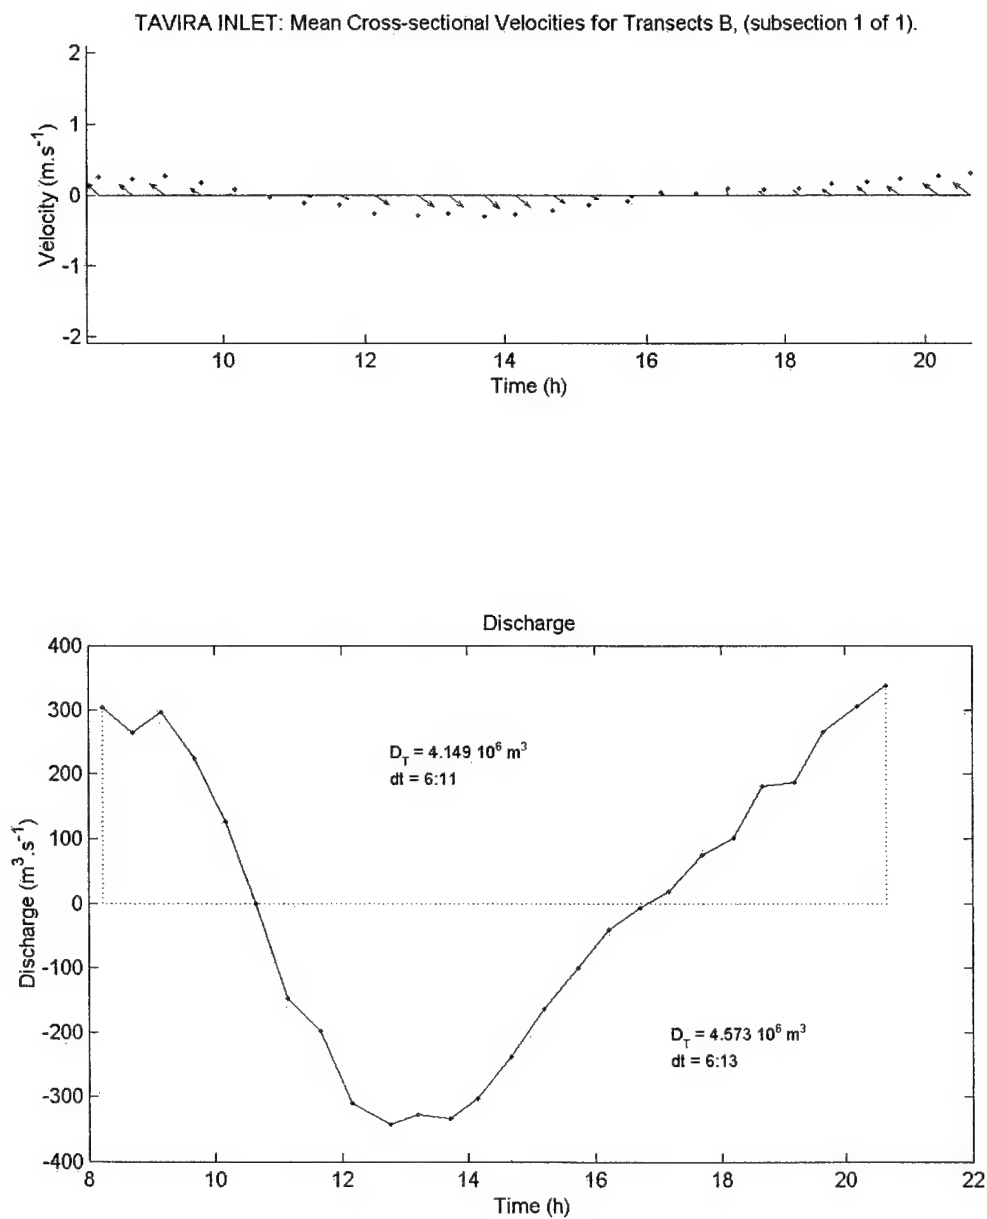 TAVIRA INLET: Mean Cross-sectional Velocities for Transects B, (subsection 1 of 1).
2
1
0
-1
-2
Velocity (m.s⁻¹)
10 12 14 16 18 20
Time (h)
Discharge
400
300
200
100
0
-100
-200
-300
-400
Discharge (m³.s⁻¹)
D_T = 4.149 10⁶ m³
dt = 6:11
D_T = 4.573 10⁶ m³
dt = 6:13
8 10 12 14 16 18 20 22
Time (h)